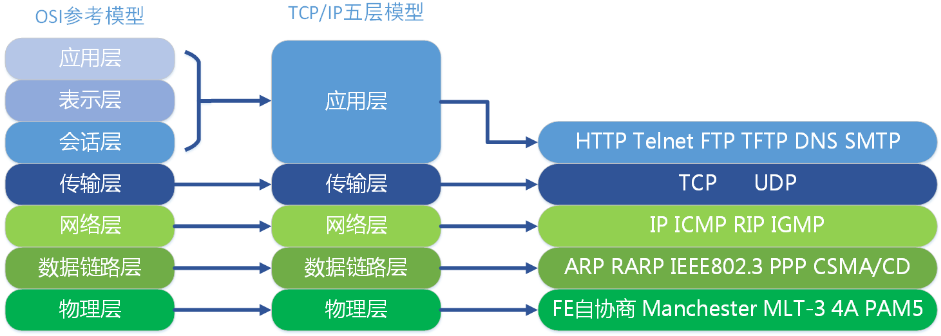 OSI参考模型
TCP/IP五层模型
应用层
表示层
会话层
传输层
网络层
数据链路层
物理层
应用层
传输层
网络层
数据链路层
物理层
HTTP Telnet FTP TFTP DNS SMTP
TCP UDP
IP ICMP RIP IGMP
ARP RARP IEEE802.3 PPP CSMA/CD
FE自协商 Manchester MLT-3 4A PAM5